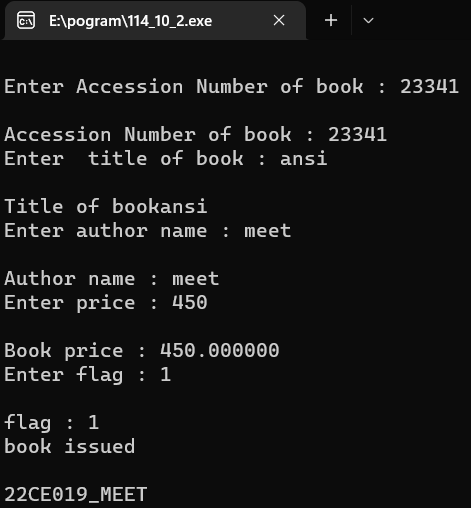 E:\pogram\114_10_2.exe
Enter Accession Number of book : 23341
Accession Number of book : 23341
Enter  title of book : ansi
Title of bookansi
Enter author name : meet
Author name : meet
Enter price : 450
Book price : 450.000000
Enter flag : 1
flag : 1
book issued
22CE019_MEET